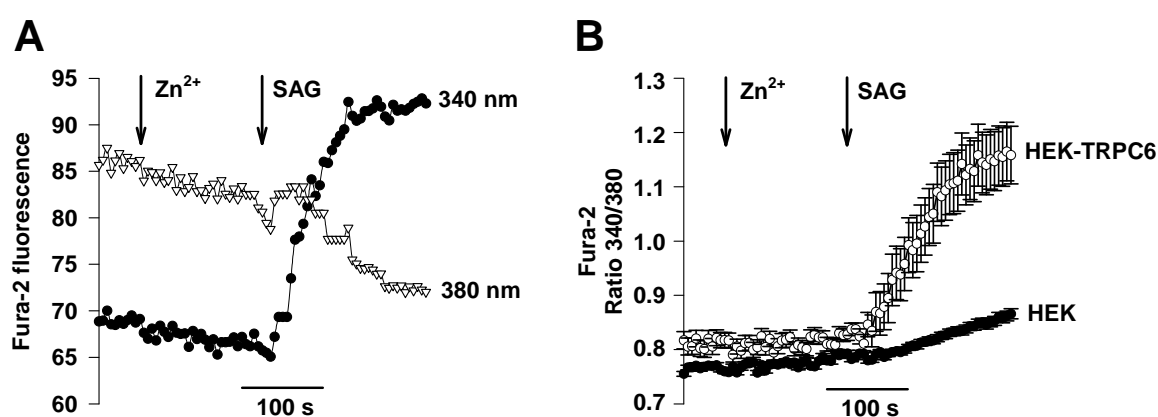 A
Fura-2 fluorescence
95
90
85
80
75
70
65
60
Zn²⁺
SAG
340 nm
380 nm
100 s
B
Fura-2
Ratio 340/380
1.3
1.2
1.1
1.0
0.9
0.8
0.7
Zn²⁺
SAG
HEK-TRPC6
HEK
100 s